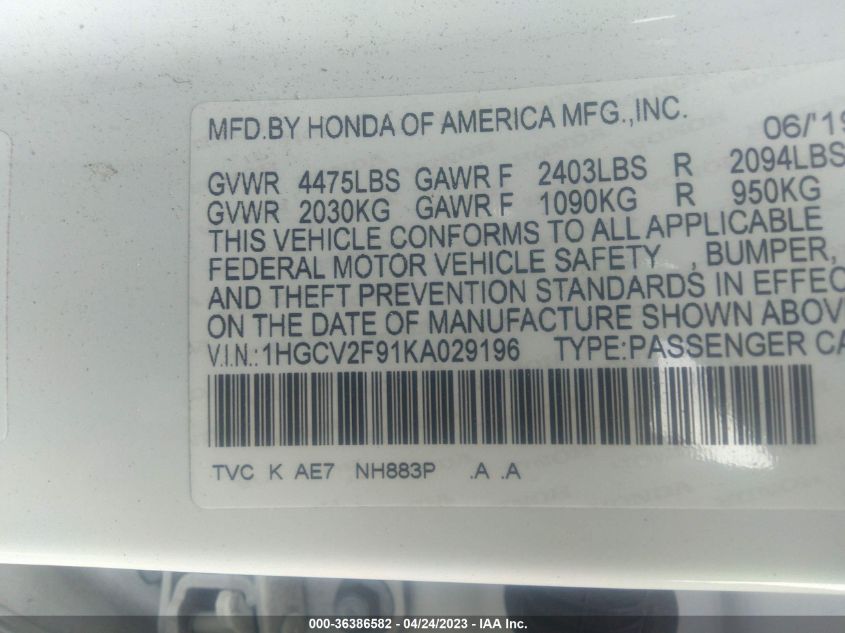 MFD.BY HONDA OF AMERICA MFG.,INC. 06/'19
GVWR 4475LBS GAWR F 2403LBS R 2094LBS
GVWR 2030KG GAWR F 1090KG R 950KG
THIS VEHICLE CONFORMS TO ALL APPLICABLE
FEDERAL MOTOR VEHICLE SAFETY , BUMPER,
AND THEFT PREVENTION STANDARDS IN EFFEC
ON THE DATE OF MANUFACTURE SHOWN ABOV
V.I.N.:1HGCV2F91KA029196 TYPE:PASSENGER CA
TVC K AE7 NH883P .A .A
000-36386582 - 04/24/2023 - IAA Inc.